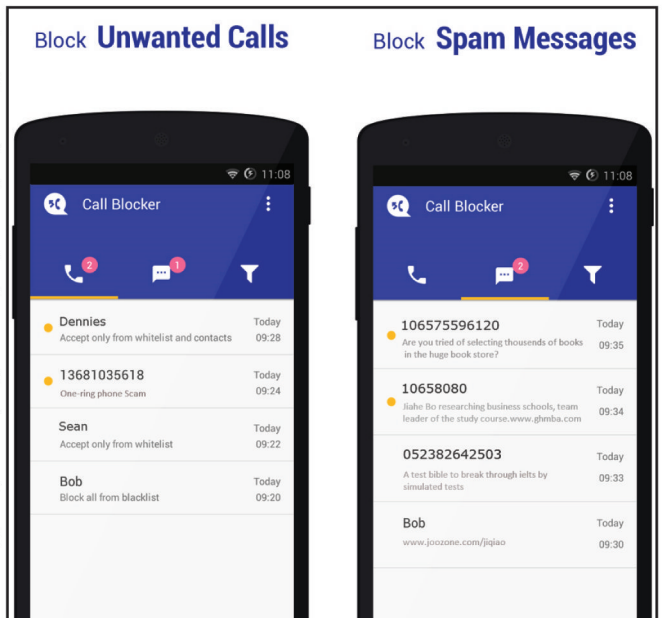 Block Unwanted Calls
11:08
Call Blocker
2
1
Dennies
Today
Accept only from whitelist and contacts
09:28
13681035618
Today
One-ring phone Scam
09:24
Sean
Today
Accept only from whitelist
09:22
Bob
Today
Block all from blacklist
09:20
Block Spam Messages
11:08
Call Blocker
2
106575596120
Today
Are you tried of selecting thousends of books
09:35
in the huge book store?
10658080
Today
Jiahe Bo researching business schools, team
09:34
leader of the study course.www.ghmba.com
052382642503
Today
A test bible to break through ielts by
09:33
simulated tests
Bob
Today
www.joozone.com/jiqiao
09:30